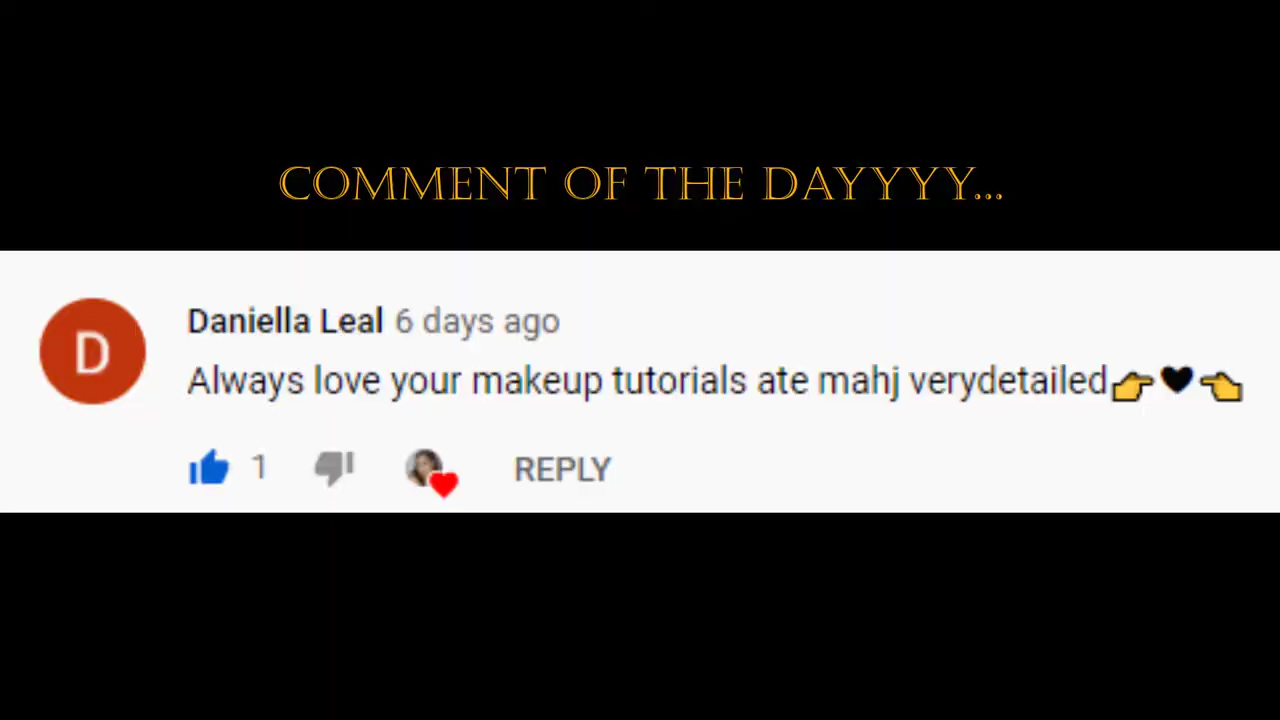 COMMENT OF THE DAYYYY...
Daniella Leal 6 days ago
Always love your makeup tutorials ate mahj verydetailed👉🖤👈
1 REPLY
D